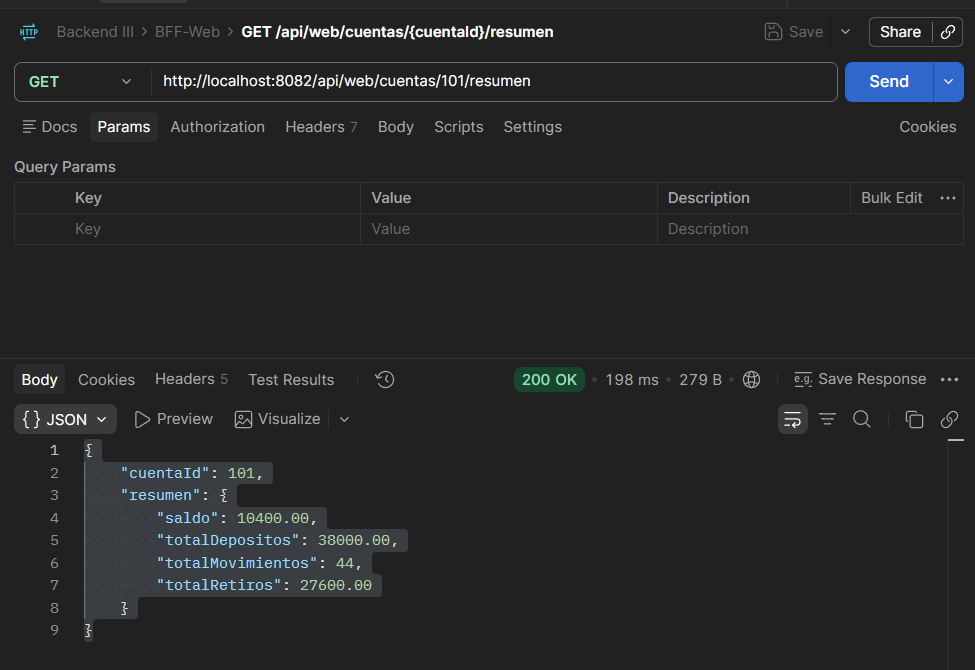 HTTP Backend III > BFF-Web > GET /api/web/cuentas/{cuentaId}/resumen Save Share
GET http://localhost:8082/api/web/cuentas/101/resumen Send
Docs Params Authorization Headers 7 Body Scripts Settings Cookies
Query Params
Key Value Description Bulk Edit ···
Key Value Description
Body Cookies Headers 5 Test Results 200 OK • 198 ms • 279 B • e.g. Save Response ···
{} JSON Preview Visualize
1 {
2 "cuentaId": 101,
3 "resumen": {
4 "saldo": 10400.00,
5 "totalDepositos": 38000.00,
6 "totalMovimientos": 44,
7 "totalRetiros": 27600.00
8 }
9 }